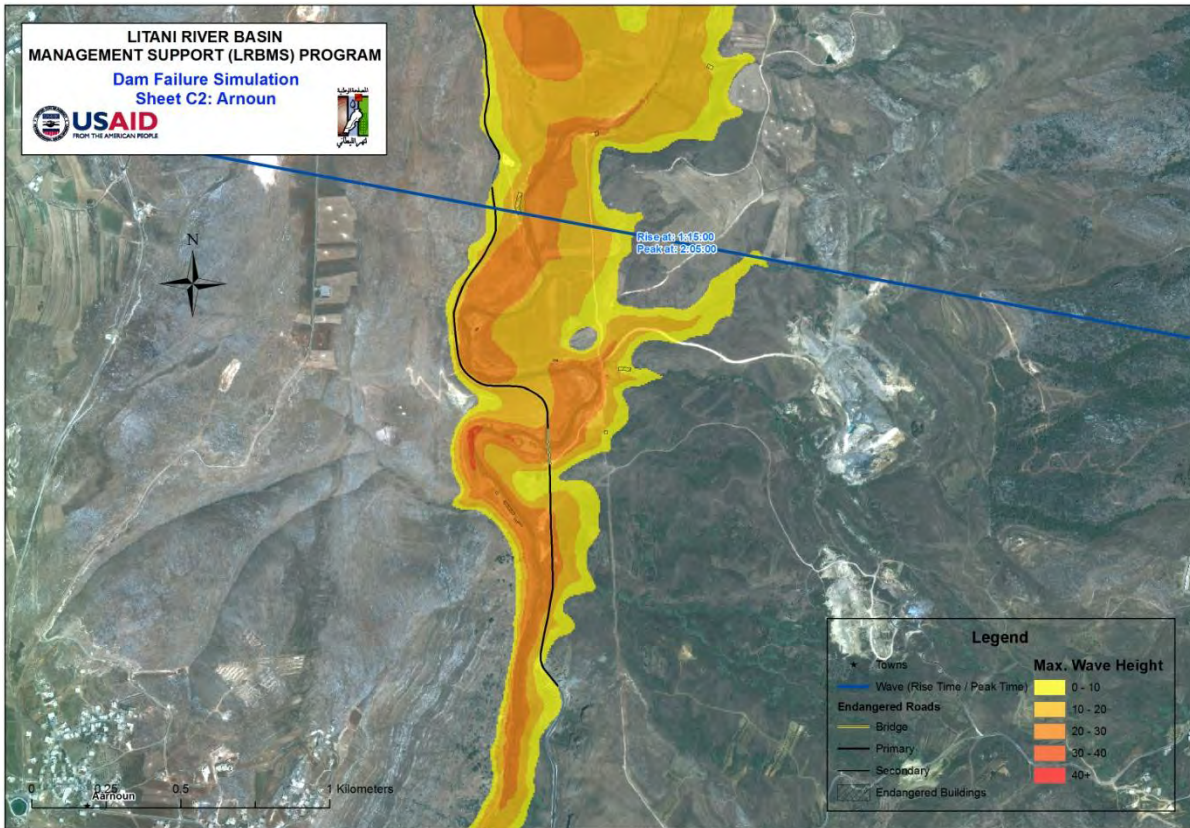 LITANI RIVER BASIN
MANAGEMENT SUPPORT (LRBMS) PROGRAM
Dam Failure Simulation
Sheet C2: Arnoun
USAID
FROM THE AMERICAN PEOPLE
N
Rise at: 1:15:00
Peak at: 2:05:00
Legend
Towns
Wave (Rise Time / Peak Time)
Endangered Roads
Bridge
Primary
Secondary
Endangered Buildings
Max. Wave Height
0 - 10
10 - 20
20 - 30
30 - 40
40+
0 0.25 0.5 1 Kilometers
Aarnoun